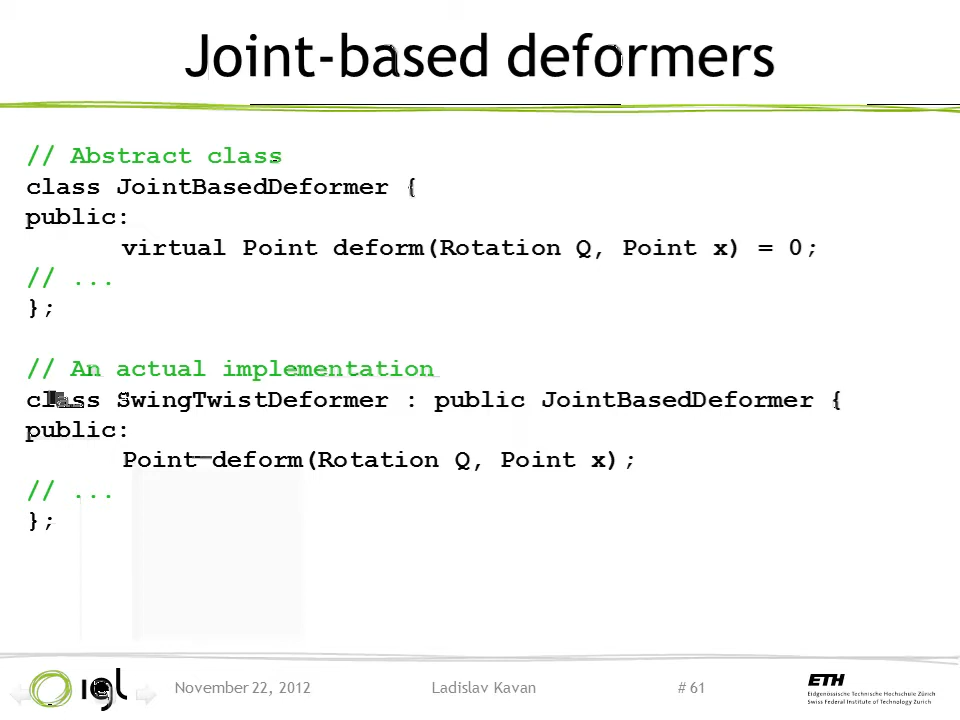 Joint-based deformers
// Abstract class
class JointBasedDeformer {
public:
virtual Point deform(Rotation Q, Point x) = 0;
// ...
};
// An actual implementation
class SwingTwistDeformer : public JointBasedDeformer {
public:
Point deform(Rotation Q, Point x);
// ...
};
igl
November 22, 2012
Ladislav Kavan
# 61
ETH
Eidgenössische Technische Hochschule Zürich
Swiss Federal Institute of Technology Zurich